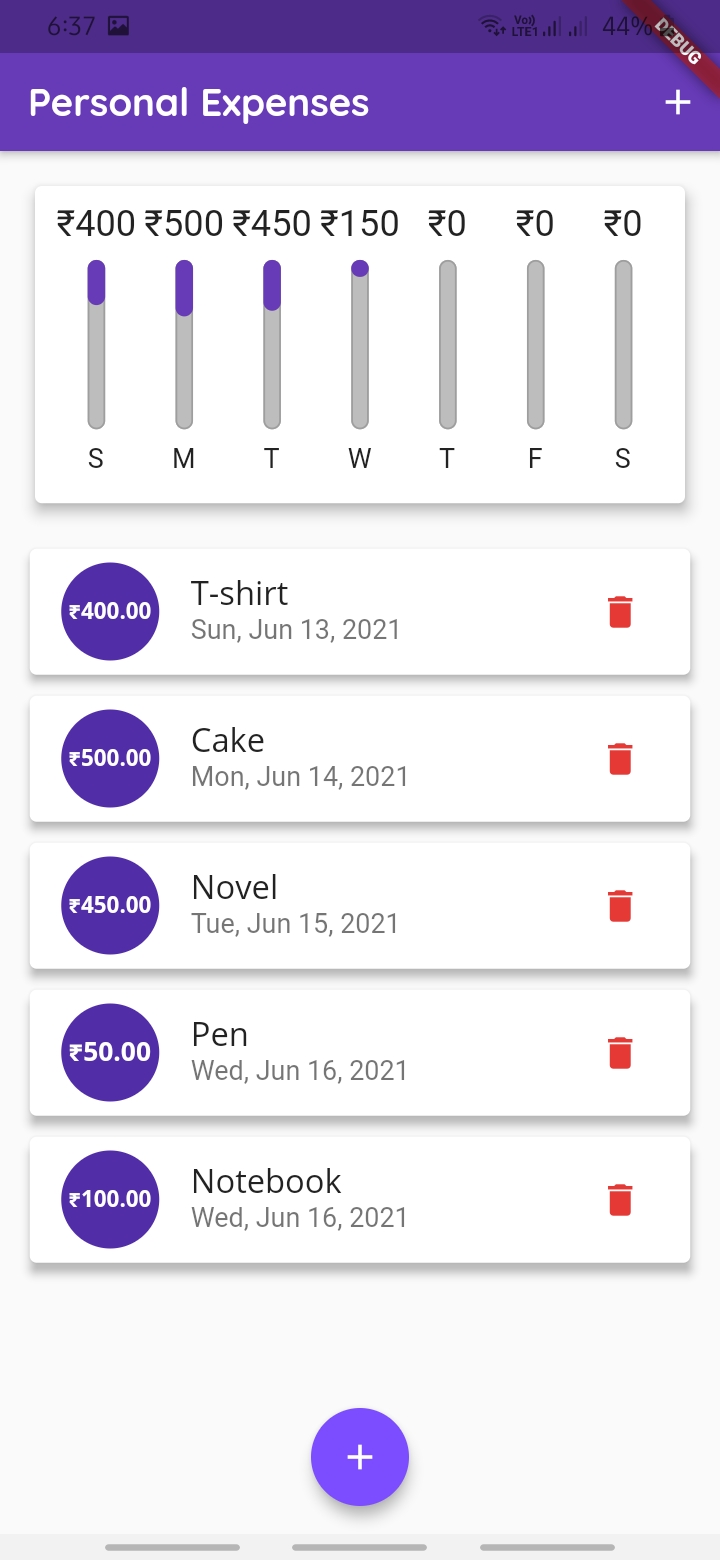 6:37 Vo)) LTE1 44%
DEBUG
Personal Expenses +
₹400 ₹500 ₹450 ₹150 ₹0 ₹0 ₹0
S M T W T F S
₹400.00 T-shirt
Sun, Jun 13, 2021
₹500.00 Cake
Mon, Jun 14, 2021
₹450.00 Novel
Tue, Jun 15, 2021
₹50.00 Pen
Wed, Jun 16, 2021
₹100.00 Notebook
Wed, Jun 16, 2021
+